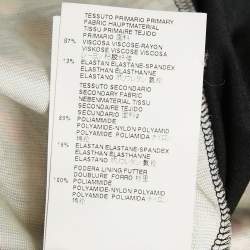 TESSUTO PRIMARIO PRIMARY
FABRIC HAUPTMATERIAL
TISSU PRIMAIRE TEJIDO
PRIMARIO
87% VISCOSA VISCOSE-RAYON
VISKOSE VISCOSE VISCOSA
13% ELASTAN ELASTANE-SPANDEX
ELASTHAN ELASTHANNE
ELASTANO
TESSUTO SECONDARIO
SECONDARY FABRIC
NEBENMATERIAL TISSU
SECONDAIRE TEJIDO
SECUNDARIO
POLIAMMIDE
POLYAMIDE-NYLON POLYAMID
POLYAMIDE POLIAMIDA
ELASTAN ELASTANE-SPANDEX
ELASTHAN ELASTHANNE
ELASTANO
FODERA LINING FUTTER
DOUBLURE FORRO
100% POLIAMMIDE
POLYAMIDE-NYLON POLYAMID
POLYAMIDE POLIAMIDA